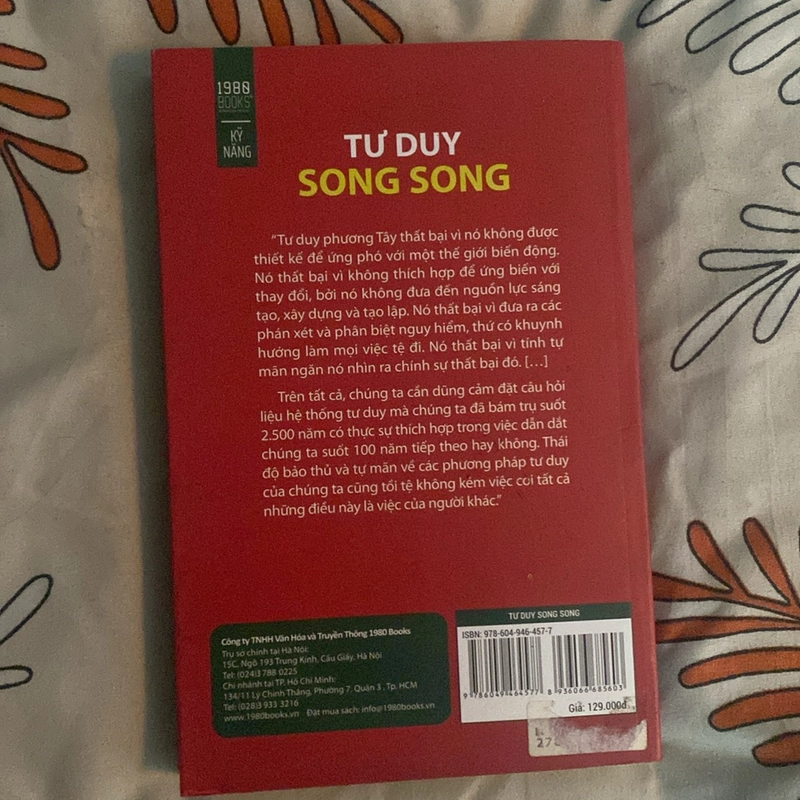 1980
BOOKS
KỸ
NĂNG
TƯ DUY
SONG SONG
“Tư duy phương Tây thất bại vì nó không được
thiết kế để ứng phó với một thế giới biến động.
Nó thất bại vì không thích hợp để ứng biến với
thay đổi, bởi nó không đưa đến nguồn lực sáng
tạo, xây dựng và tạo lập. Nó thất bại vì đưa ra các
phán xét và phân biệt nguy hiểm, thứ có khuynh
hướng làm mọi việc tệ đi. Nó thất bại vì tính tự
mãn ngăn nó nhìn ra chính sự thất bại đó. [...]
Trên tất cả, chúng ta cần dũng cảm đặt câu hỏi
liệu hệ thống tư duy mà chúng ta đã bám trụ suốt
2.500 năm có thực sự thích hợp trong việc dẫn dắt
chúng ta suốt 100 năm tiếp theo hay không. Thái
độ bảo thủ và tự mãn về các phương pháp tư duy
của chúng ta cũng tồi tệ không kém việc coi tất cả
những điều này là việc của người khác.”
Công ty TNHH Văn Hóa và Truyền Thông 1980 Books
Trụ sở chính tại Hà Nội:
15C, Ngõ 193 Trung Kính, Cầu Giấy, Hà Nội
Tel: (024)3 788 0225
Chi nhánh tại TP. Hồ Chí Minh:
134/11 Lý Chính Thắng, Phường 7, Quận 3 , Tp. HCM
Tel: (028)3 933 3216
www.1980books.vn Đặt mua sách: info@1980books.vn
TƯ DUY SONG SONG
ISBN: 978-604-946-457-7
9 786049 464577 8 936066 685603
Giá: 129.000đ